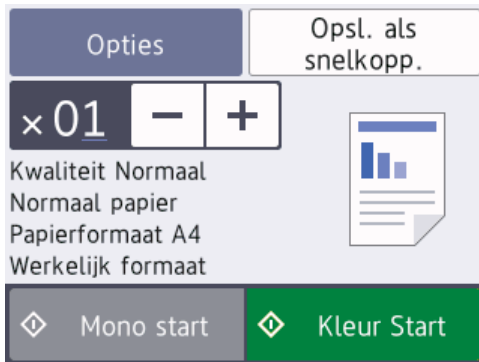 Opties
Opsl. als
snelkopp.
×01 − +
Kwaliteit Normaal
Normaal papier
Papierformaat A4
Werkelijk formaat
Mono start
Kleur Start